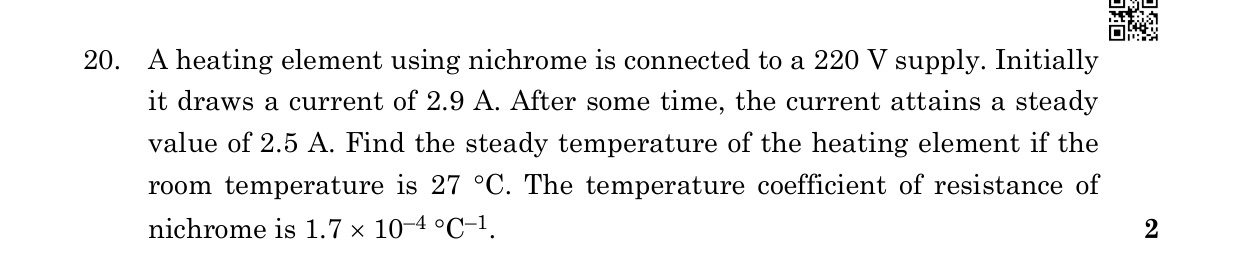 20. A heating element using nichrome is connected to a 220 V supply. Initially
it draws a current of 2.9 A. After some time, the current attains a steady
value of 2.5 A. Find the steady temperature of the heating element if the
room temperature is 27 °C. The temperature coefficient of resistance of
nichrome is 1.7 × 10⁻⁴ °C⁻¹. 2